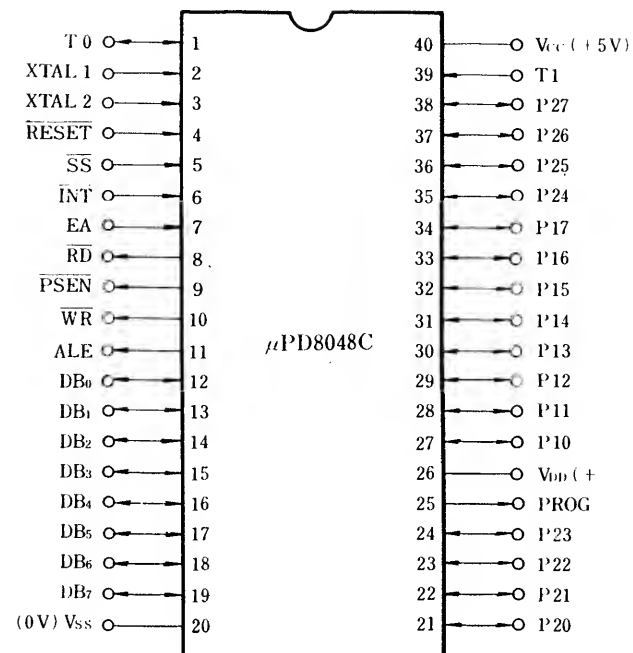 T0 1 40 Vcc (+5V)
XTAL 1 2 39 T1
XTAL 2 3 38 P27
RESET 4 37 P26
SS 5 36 P25
INT 6 35 P24
EA 7 34 P17
RD 8 33 P16
PSEN 9 32 P15
WR 10 31 P14
ALE 11 μPD8048C 30 P13
DB0 12 29 P12
DB1 13 28 P11
DB2 14 27 P10
DB3 15 26 VDD (+
DB4 16 25 PROG
DB5 17 24 P23
DB6 18 23 P22
DB7 19 22 P21
(0V) Vss 20 21 P20